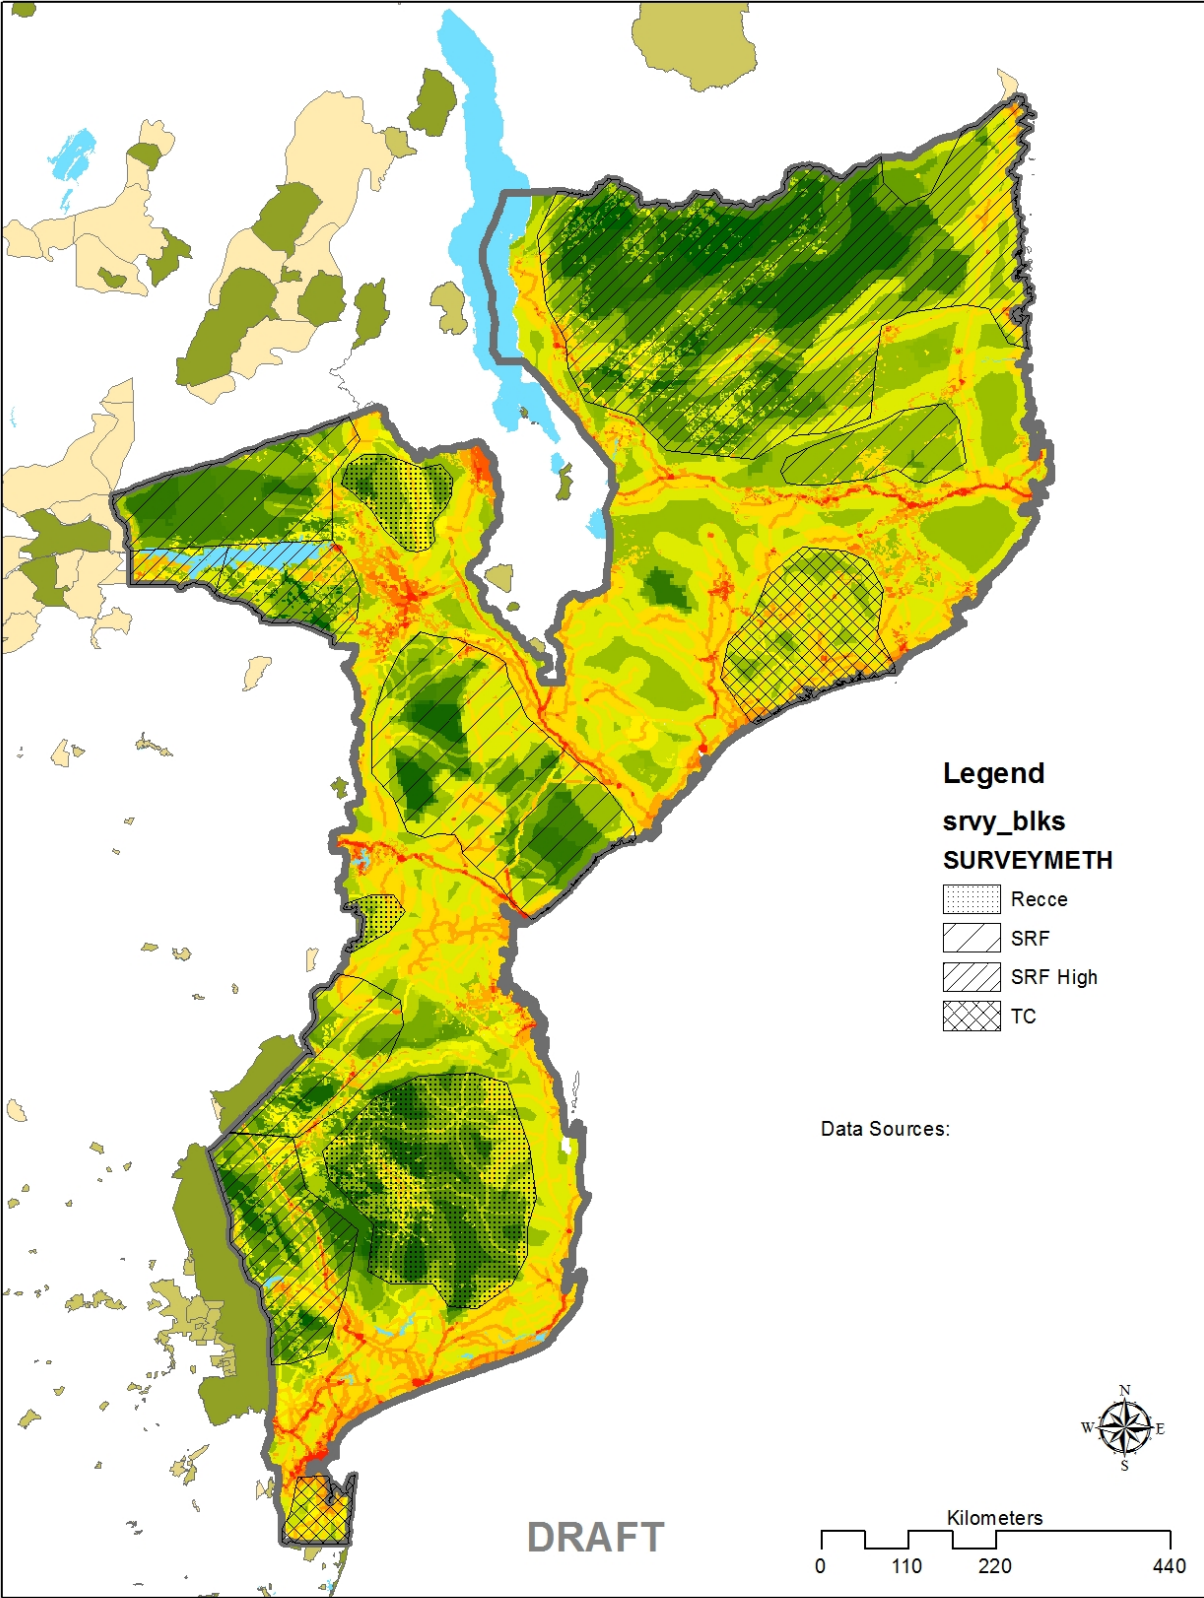 Legend
srvy_blks
SURVEYMETH
Recce
SRF
SRF High
TC
Data Sources:
N
W E
S
DRAFT
Kilometers
0 110 220 440